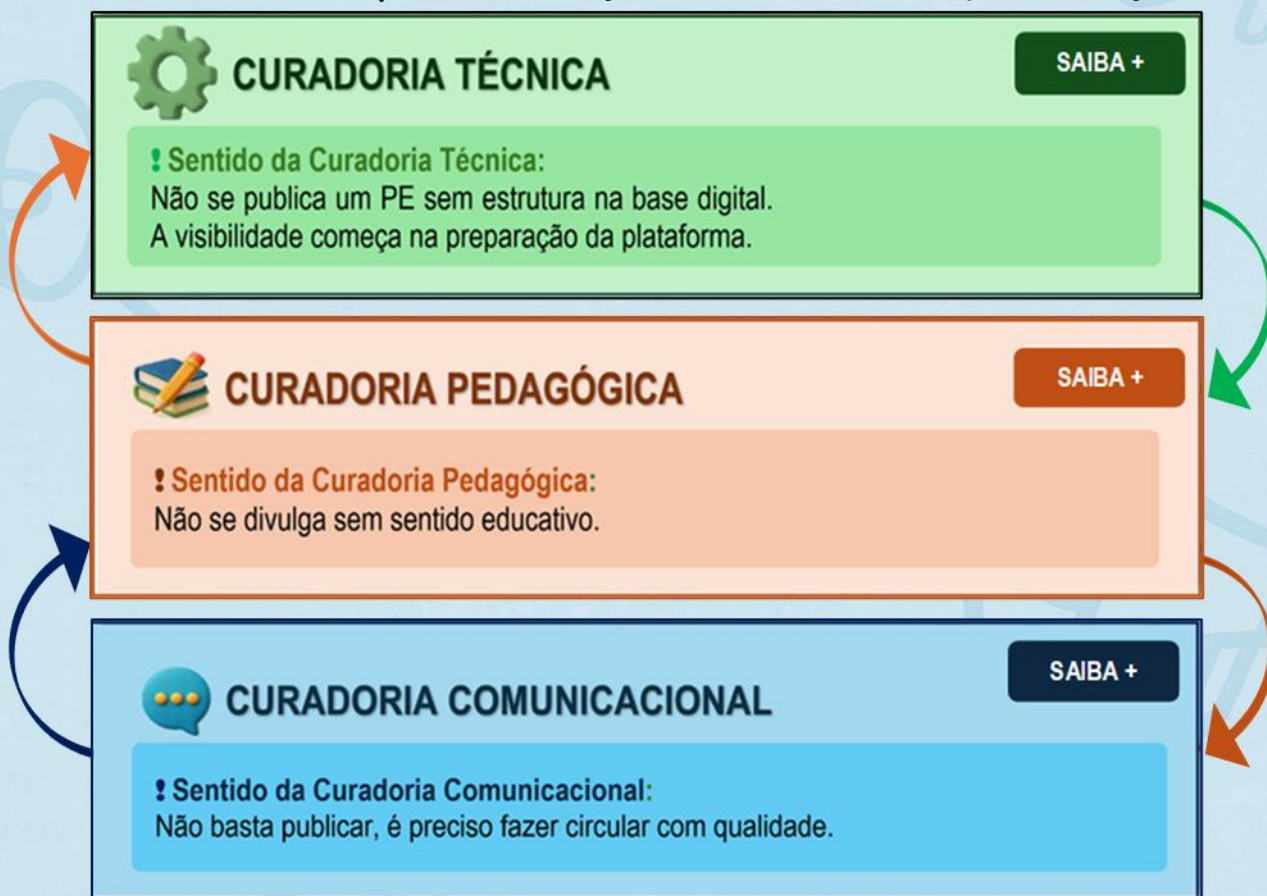 CURADORIA TÉCNICA
SAIBA +
! Sentido da Curadoria Técnica:
Não se publica um PE sem estrutura na base digital.
A visibilidade começa na preparação da plataforma.
CURADORIA PEDAGÓGICA
SAIBA +
! Sentido da Curadoria Pedagógica:
Não se divulga sem sentido educativo.
CURADORIA COMUNICACIONAL
SAIBA +
! Sentido da Curadoria Comunicacional:
Não basta publicar, é preciso fazer circular com qualidade.